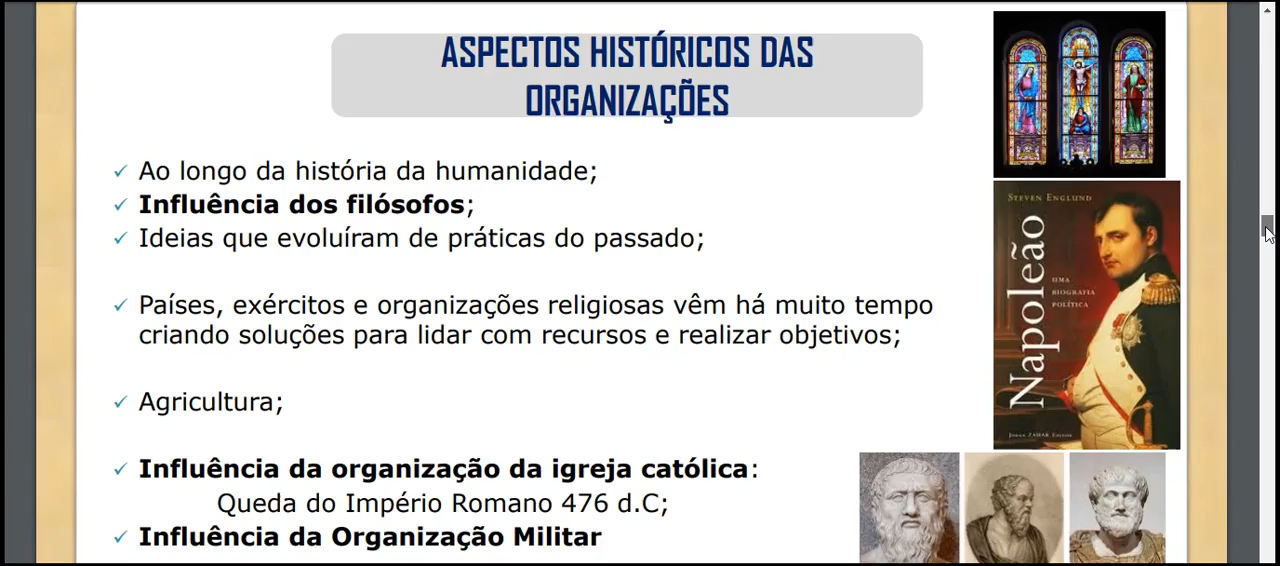 ASPECTOS HISTÓRICOS DAS
ORGANIZAÇÕES
Ao longo da história da humanidade;
Influência dos filósofos;
Ideias que evoluíram de práticas do passado;
Países, exércitos e organizações religiosas vêm há muito tempo
criando soluções para lidar com recursos e realizar objetivos;
Agricultura;
Influência da organização da igreja católica:
Queda do Império Romano 476 d.C;
Influência da Organização Militar
STEVEN ENGLUND
Napoleão
UMA
BIOGRAFIA
POLÍTICA
JORGE ZAHAR EDITOR